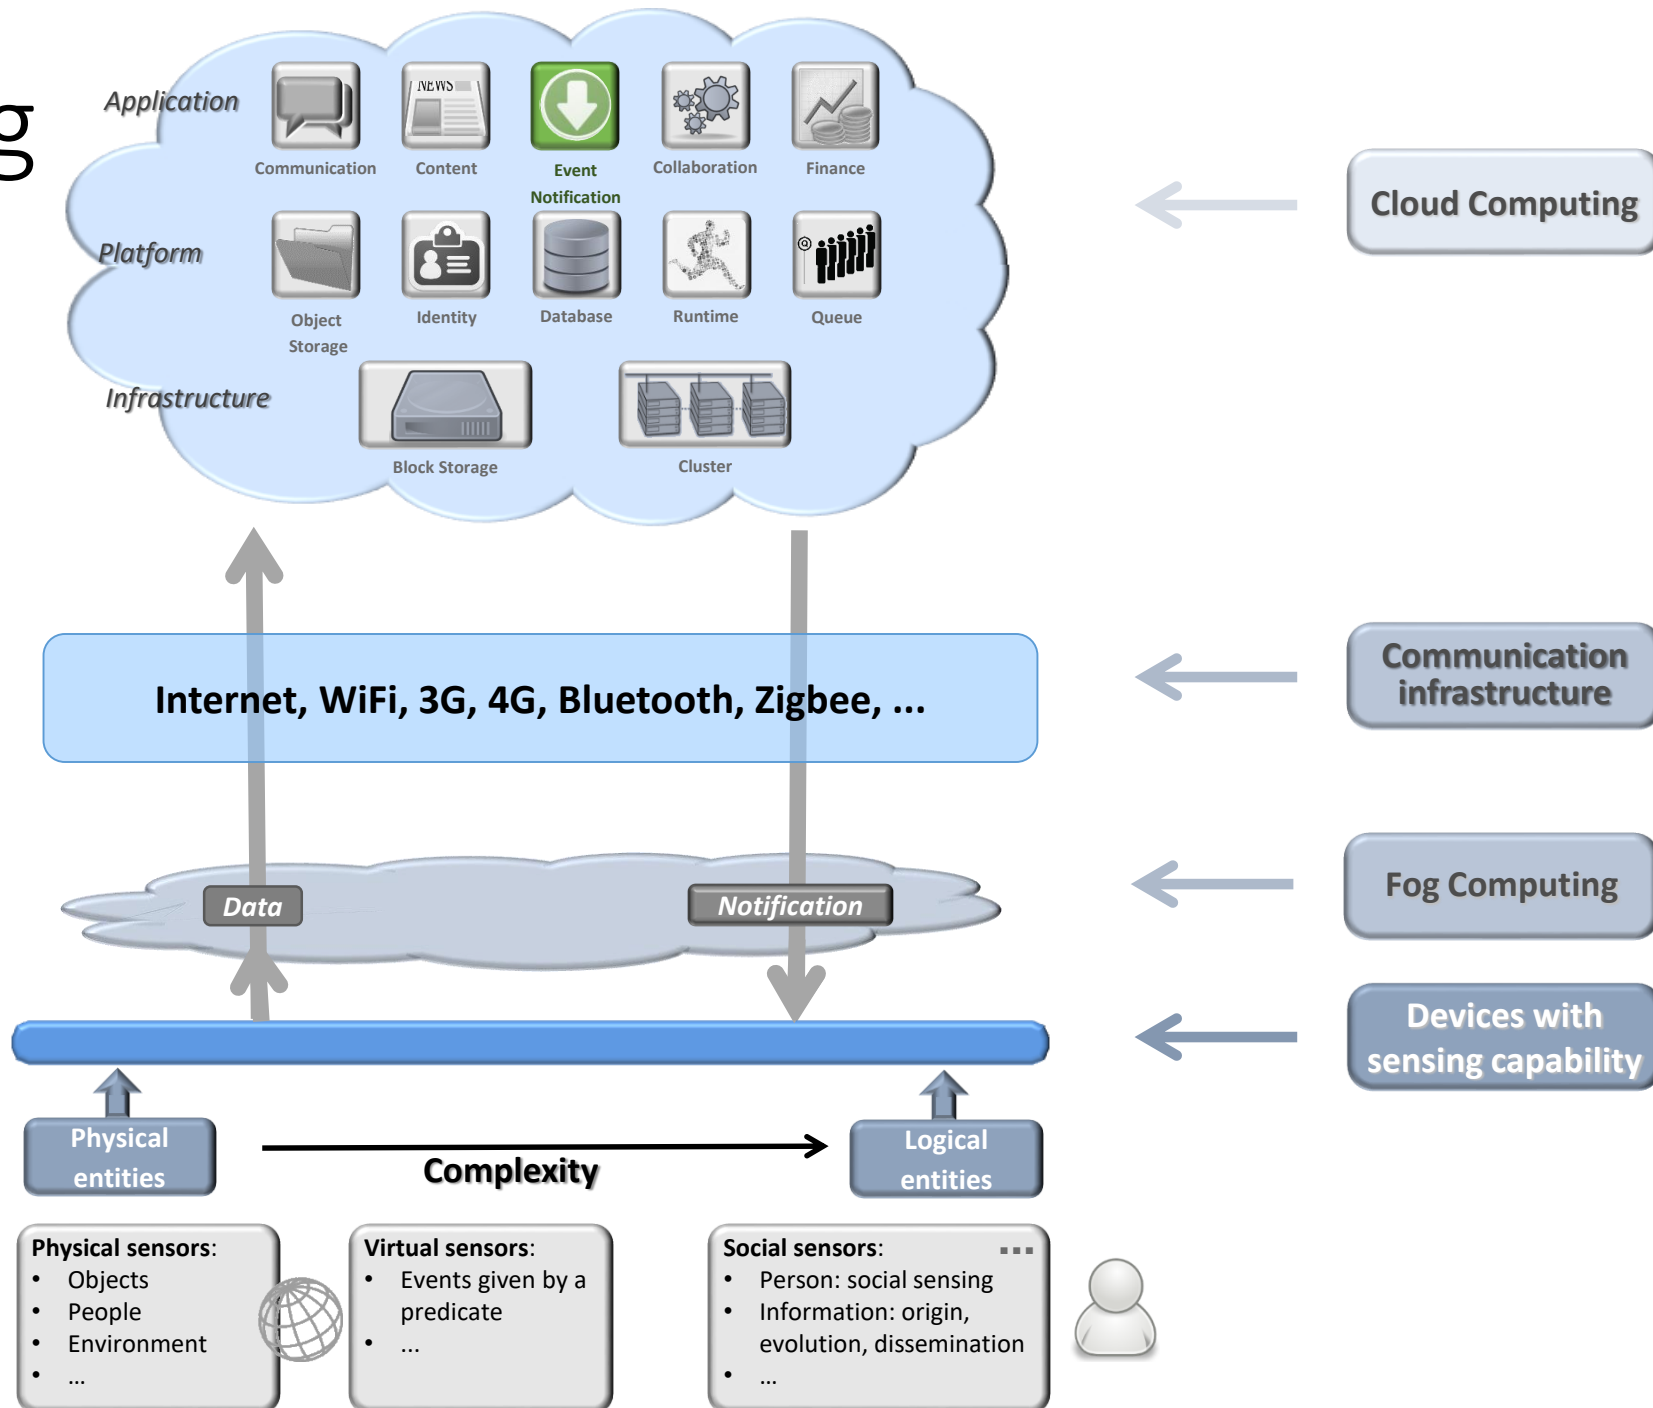 g
Application
Communication
Content
NEWS
Event
Notification
Collaboration
Finance
Platform
Object
Storage
Identity
Database
Runtime
Q
Queue
Infrastructure
Block Storage
Cluster
Cloud Computing
Internet, WiFi, 3G, 4G, Bluetooth, Zigbee, ...
Communication
infrastructure
Data
Notification
Fog Computing
Devices with
sensing capability
Physical
entities
Complexity
Logical
entities
Physical sensors:
• Objects
• People
• Environment
• ...
Virtual sensors:
• Events given by a
predicate
• ...
Social sensors: ...
• Person: social sensing
• Information: origin,
evolution, dissemination
• ...